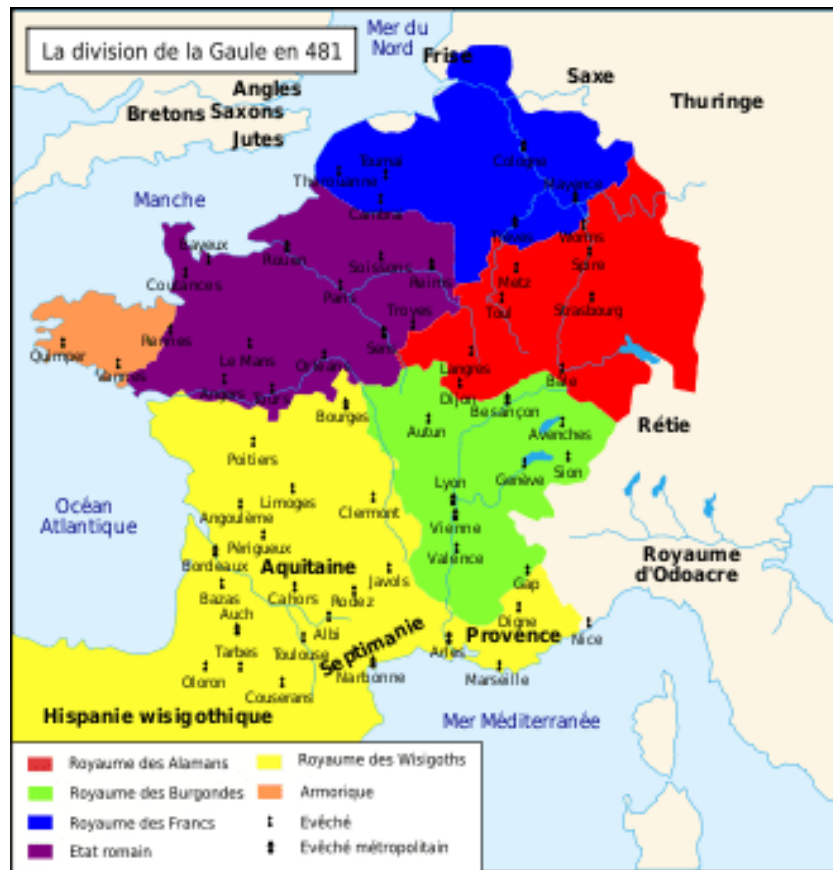 La division de la Gaule en 481
Mer du
Nord
Frise
Saxe
Thuringe
Angles
Bretons
Saxons
Jutes
Manche
Tournai
Thérouanne
Cambrai
Cologne
Mayence
Trèves
Worms
Spire
Metz
Toul
Strasbourg
Bayeux
Coutances
Rouen
Soissons
Reims
Paris
Troyes
Sens
Rennes
Quimper
Vannes
Le Mans
Orléans
Angers
Tours
Langres
Dijon
Bâle
Besançon
Bourges
Autun
Avenches
Rétie
Poitiers
Lyon
Genève
Sion
Océan
Atlantique
Limoges
Angoulème
Clermont
Vienne
Périgueux
Valence
Bordeaux
Aquitaine
Javols
Gap
Royaume
d'Odoacre
Bazas
Cahors
Rodez
Auch
Albi
Digne
Tarbes
Toulouse
Septimanie
Arles
Provence
Nice
Oloron
Couserans
Narbonne
Marseille
Hispanie wisigothique
Mer Méditerranée
Royaume des Alamans
Royaume des Wisigoths
Royaume des Burgondes
Armorique
Royaume des Francs
Evêché
Etat romain
Evêché métropolitain